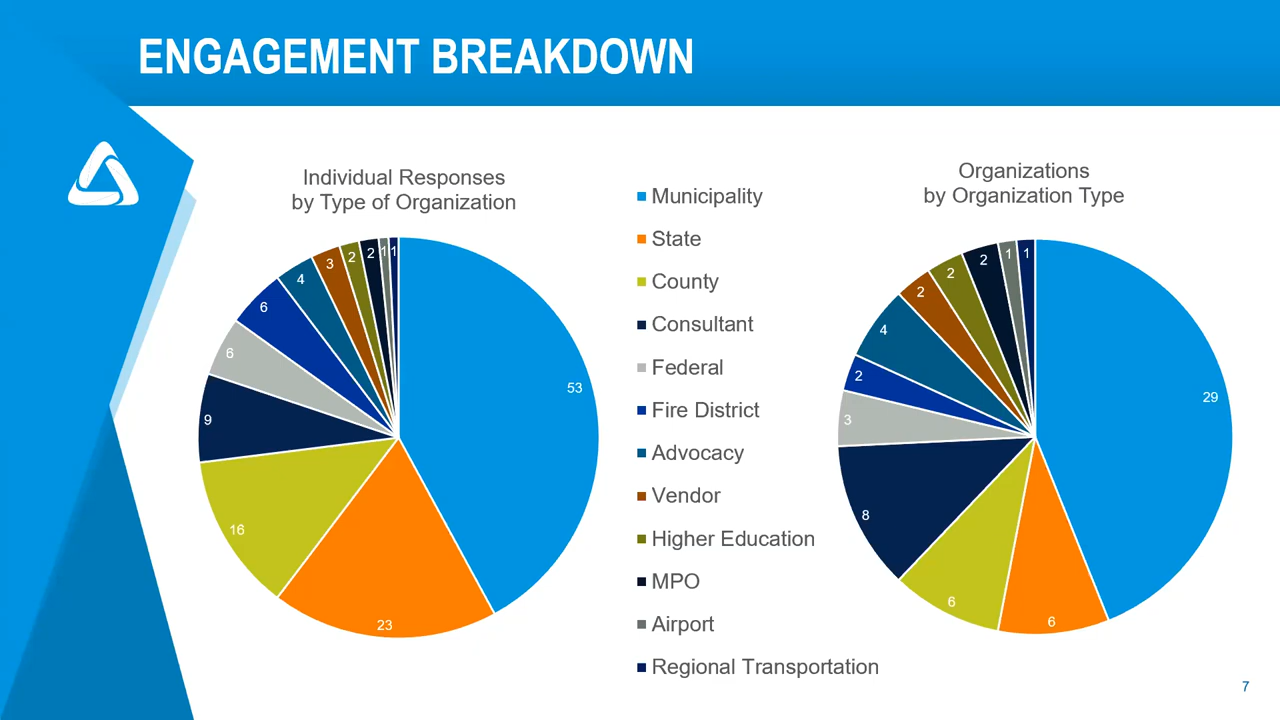 ENGAGEMENT BREAKDOWN
Individual Responses
by Type of Organization
53
23
16
9
6
6
4
3
2
2
1
1
Municipality
State
County
Consultant
Federal
Fire District
Advocacy
Vendor
Higher Education
MPO
Airport
Regional Transportation
Organizations
by Organization Type
29
6
6
8
3
2
4
2
2
2
1
1
7